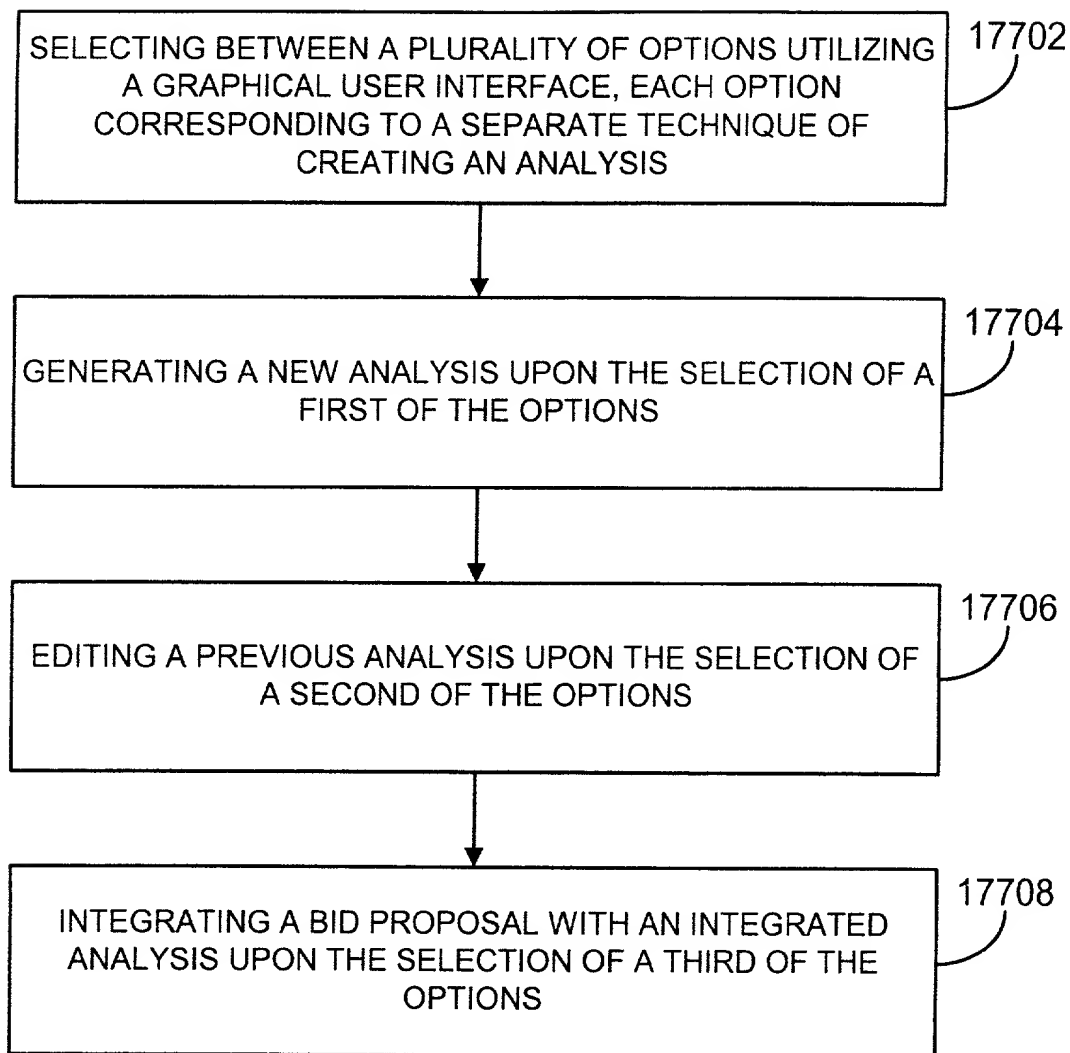 SELECTING BETWEEN A PLURALITY OF OPTIONS UTILIZING
A GRAPHICAL USER INTERFACE, EACH OPTION
CORRESPONDING TO A SEPARATE TECHNIQUE OF
CREATING AN ANALYSIS
17702
GENERATING A NEW ANALYSIS UPON THE SELECTION OF A
FIRST OF THE OPTIONS
17704
EDITING A PREVIOUS ANALYSIS UPON THE SELECTION OF
A SECOND OF THE OPTIONS
17706
INTEGRATING A BID PROPOSAL WITH AN INTEGRATED
ANALYSIS UPON THE SELECTION OF A THIRD OF THE
OPTIONS
17708